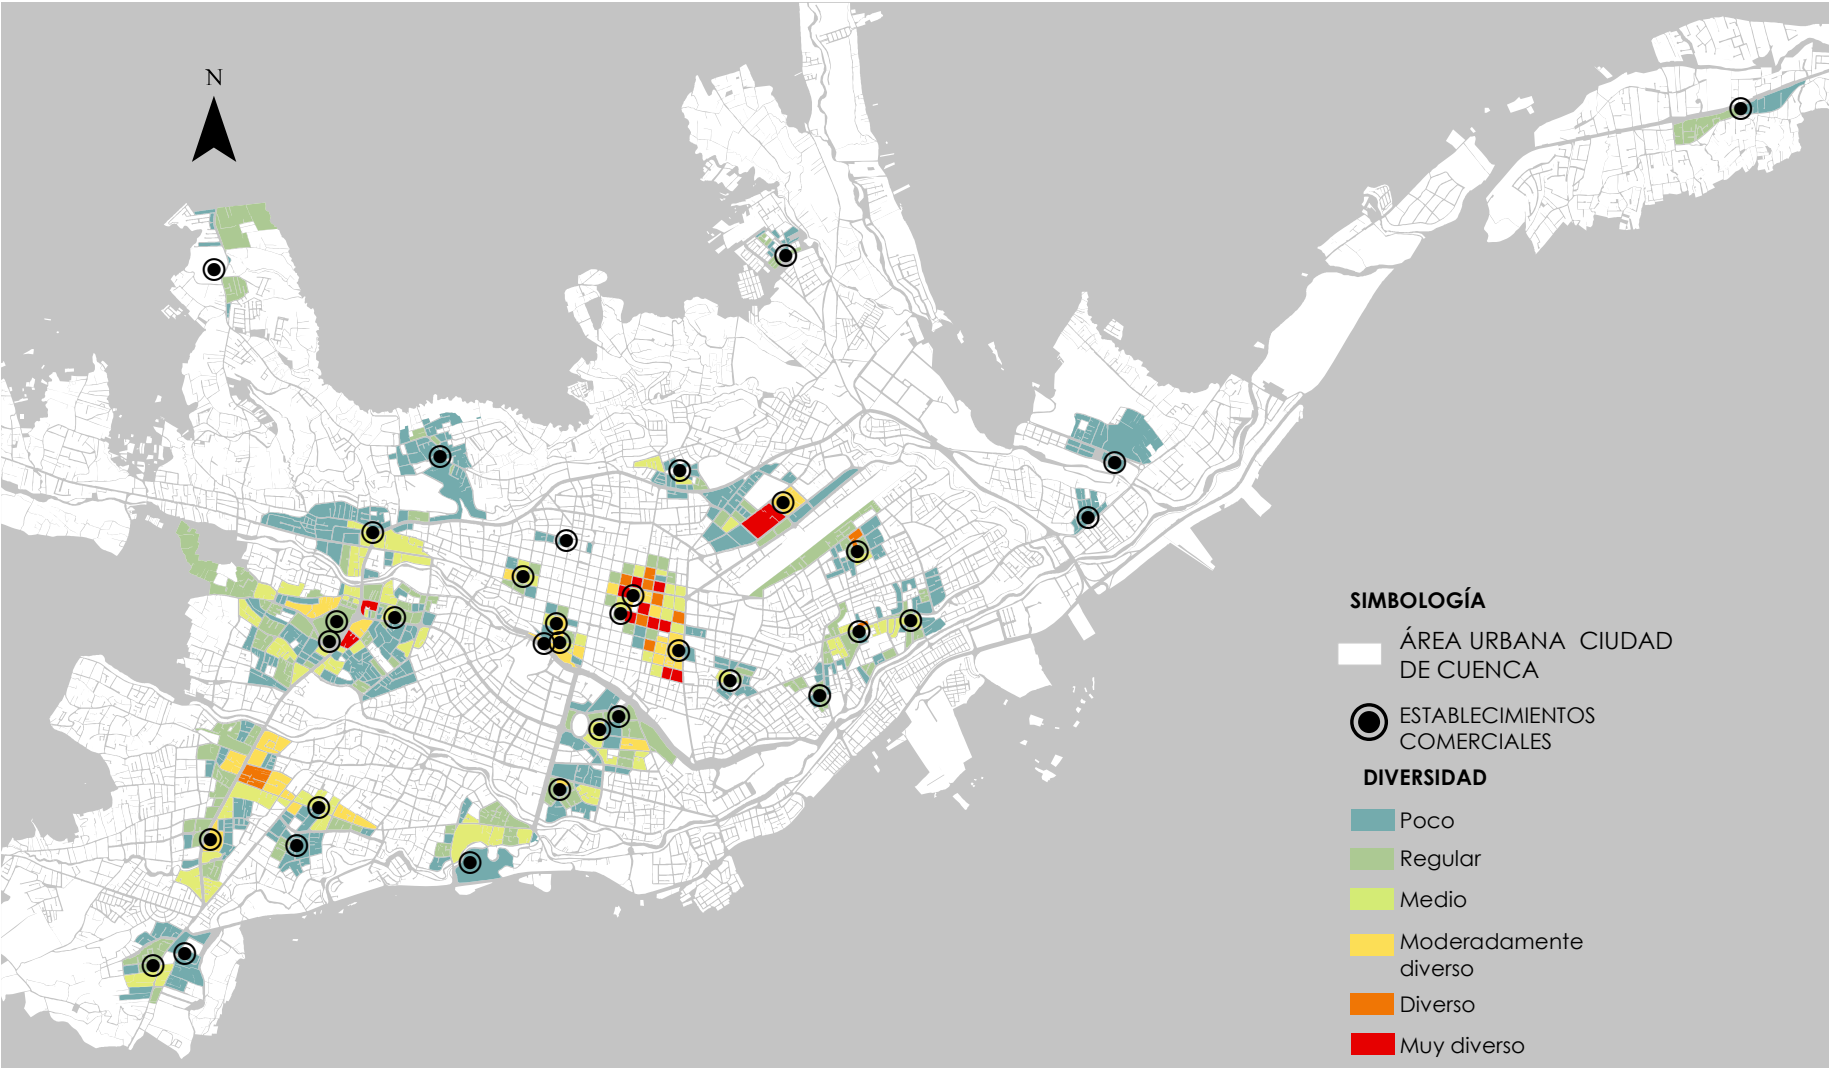 N
SIMBOLOGÍA
ÁREA URBANA CIUDAD
DE CUENCA
ESTABLECIMIENTOS
COMERCIALES
DIVERSIDAD
Poco
Regular
Medio
Moderadamente
diverso
Diverso
Muy diverso